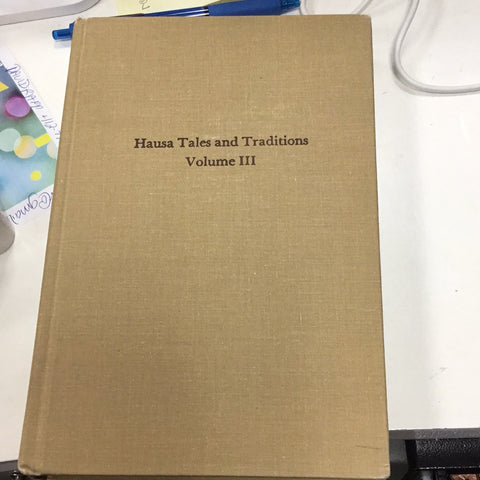 Hausa Tales and Traditions
Volume III